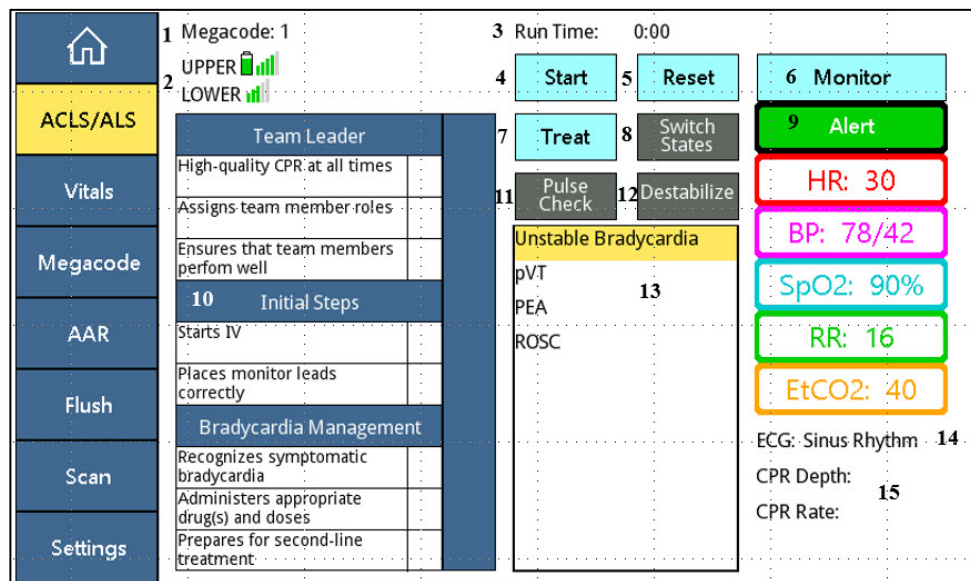 1 Megacode: 1
2 UPPER
LOWER
3 Run Time: 0:00
4 Start
5 Reset
6 Monitor
ACLS/ALS
Vitals
Megacode
AAR
Flush
Scan
Settings
Team Leader
High-quality CPR at all times
Assigns team member roles
Ensures that team members
perfom well
10 Initial Steps
Starts IV
Places monitor leads
correctly
Bradycardia Management
Recognizes symptomatic
bradycardia
Administers appropriate
drug(s) and doses
Prepares for second-line
treatment
7 Treat
8 Switch
States
11 Pulse
Check
12 Destabilize
Unstable Bradycardia
pVT
13
PEA
ROSC
9 Alert
HR: 30
BP: 78/42
SpO2: 90%
RR: 16
EtCO2: 40
ECG: Sinus Rhythm 14
CPR Depth:
15
CPR Rate: